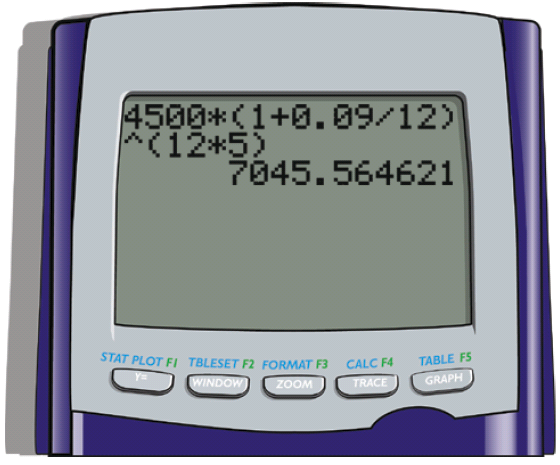 4500*(1+0.09/12)
^(12*5)
7045.564621
STAT PLOT F1 TBLESET F2 FORMAT F3 CALC F4 TABLE F5
Y= WINDOW ZOOM TRACE GRAPH